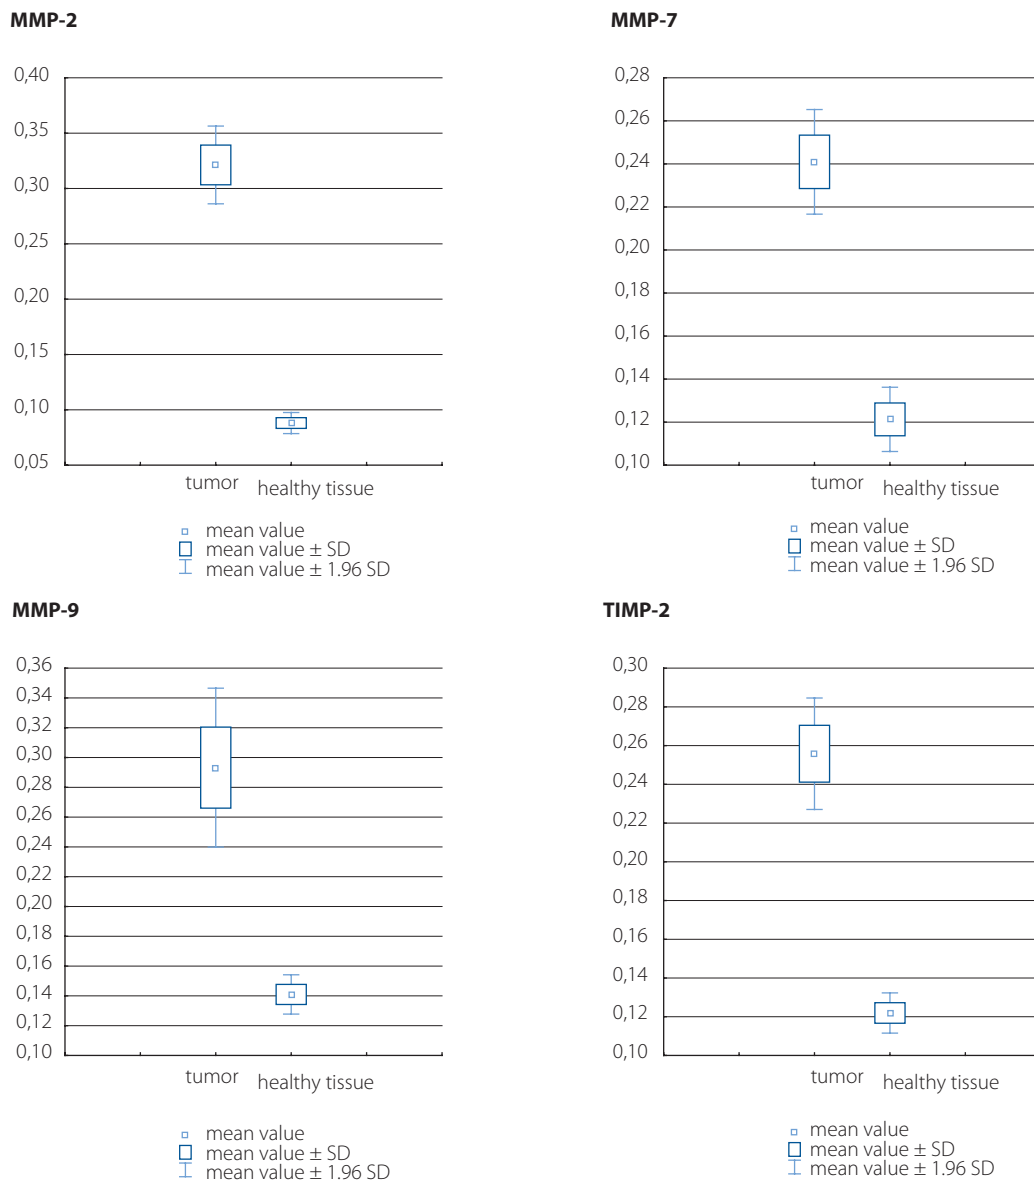 MMP-2
0,40
0,35
0,30
0,25
0,20
0,15
0,10
0,05
tumor
healthy tissue
mean value
mean value ± SD
mean value ± 1.96 SD
MMP-7
0,28
0,26
0,24
0,22
0,20
0,18
0,16
0,14
0,12
0,10
tumor
healthy tissue
mean value
mean value ± SD
mean value ± 1.96 SD
MMP-9
0,36
0,34
0,32
0,30
0,28
0,26
0,24
0,22
0,20
0,18
0,16
0,14
0,12
0,10
tumor
healthy tissue
mean value
mean value ± SD
mean value ± 1.96 SD
TIMP-2
0,30
0,28
0,26
0,24
0,22
0,20
0,18
0,16
0,14
0,12
0,10
tumor
healthy tissue
mean value
mean value ± SD
mean value ± 1.96 SD